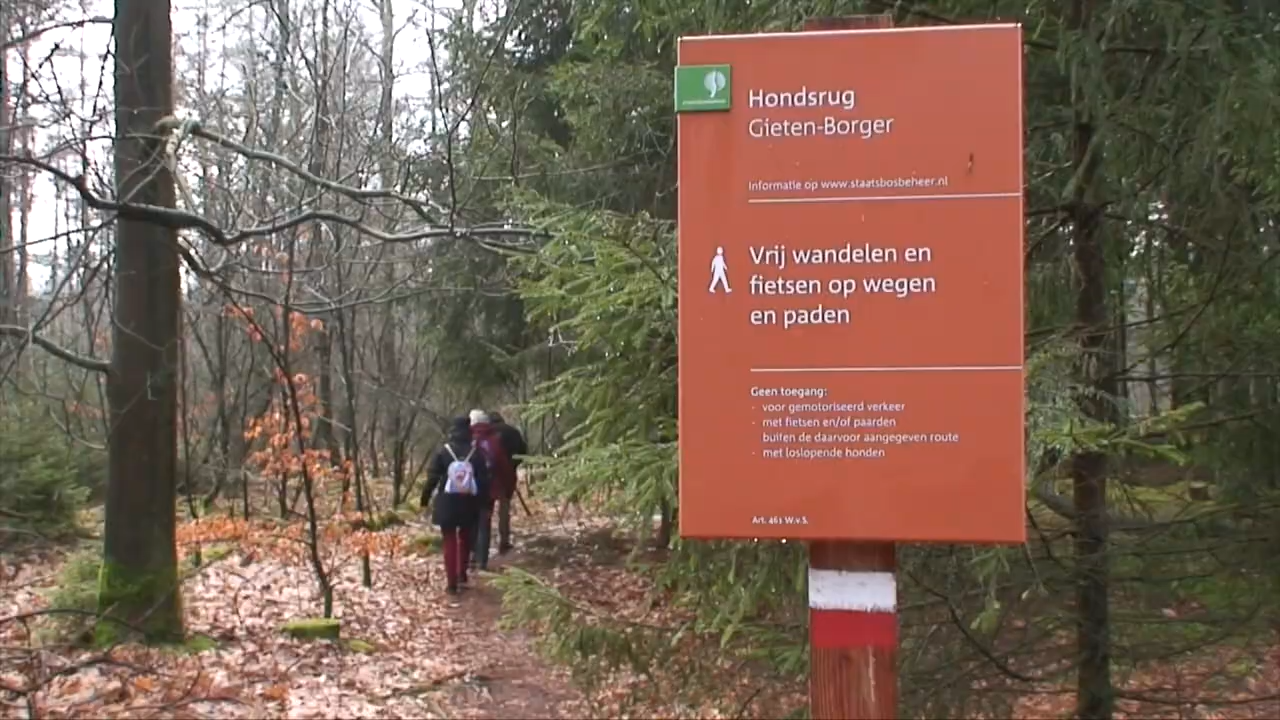 Hondsrug
Gieten-Borger
Informatie op www.staatsbosbeheer.nl
Vrij wandelen en
fietsen op wegen
en paden
Geen toegang:
- voor gemotoriseerd verkeer
- met fietsen en/of paarden
buiten de daarvoor aangegeven route
- met loslopende honden
Art. 461 W.v.S.